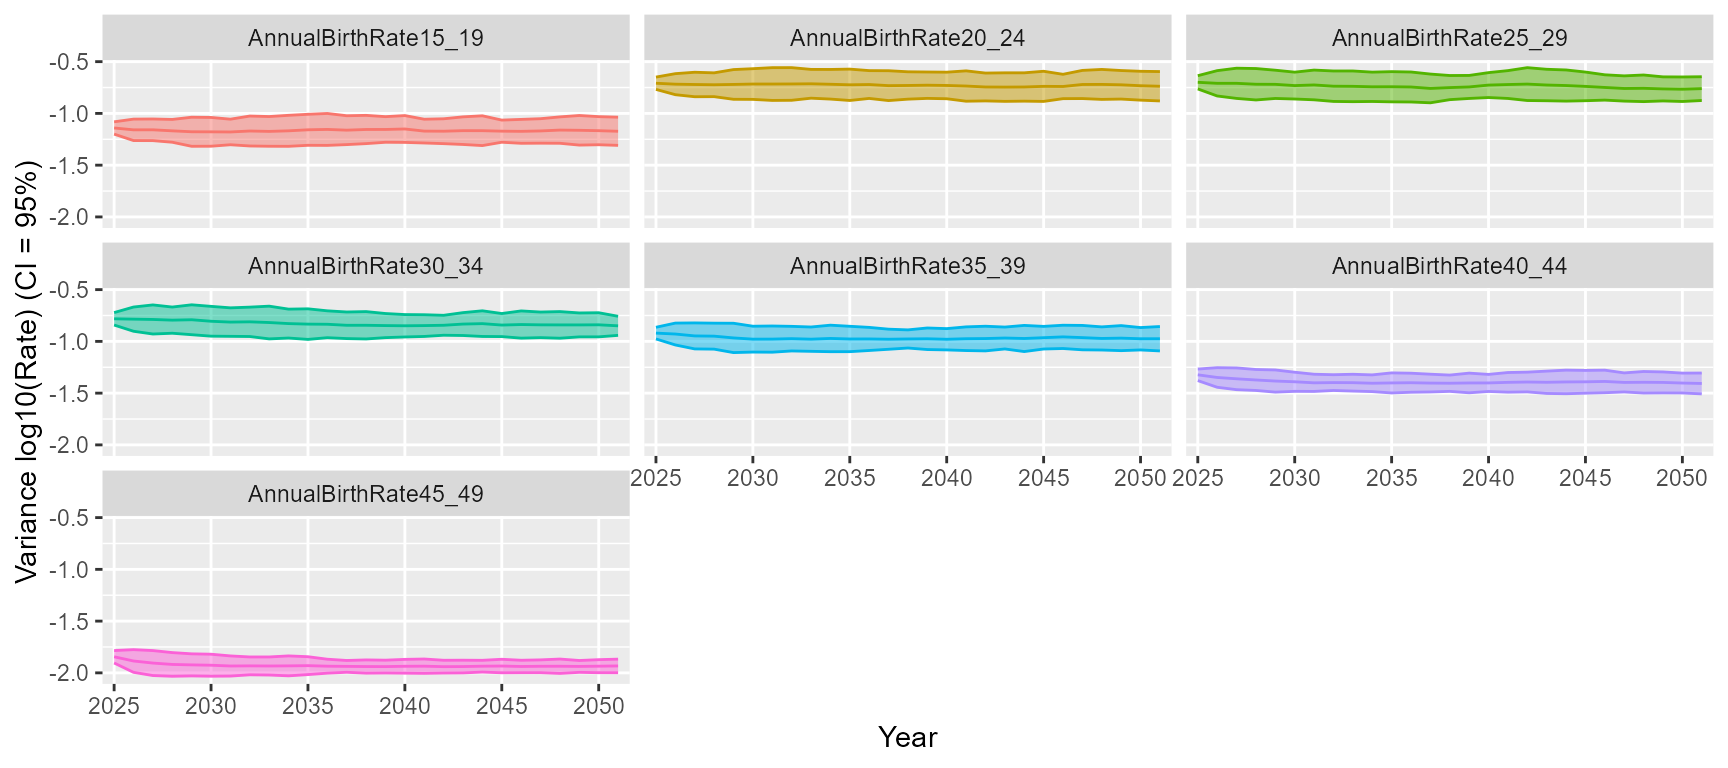 AnnualBirthRate15_19 AnnualBirthRate20_24 AnnualBirthRate25_29
-0.5
-1.0
-1.5
-2.0
AnnualBirthRate30_34 AnnualBirthRate35_39 AnnualBirthRate40_44
-0.5
-1.0
-1.5
-2.0
2025 2030 2035 2040 2045 2050 2025 2030 2035 2040 2045 2050
AnnualBirthRate45_49
-0.5
-1.0
-1.5
-2.0
2025 2030 2035 2040 2045 2050
Year
Variance log10(Rate) (CI = 95%)